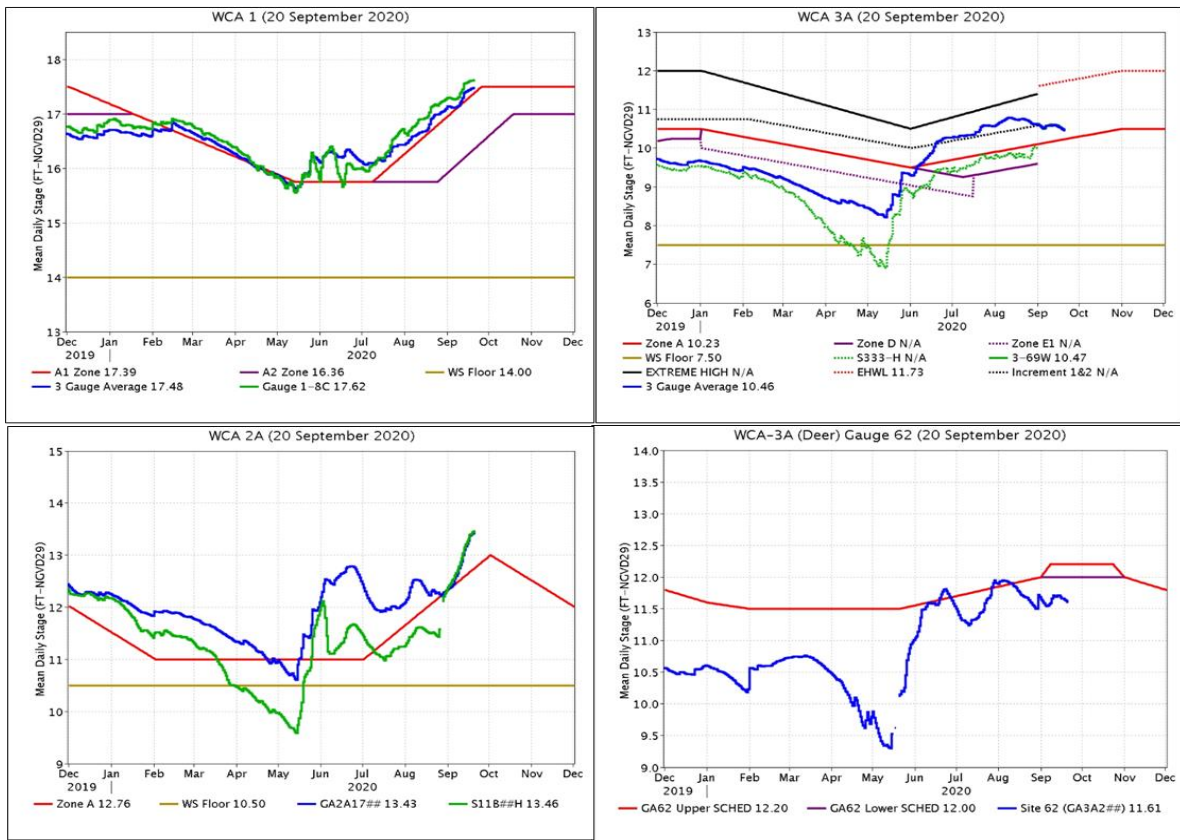 WCA 1 (20 September 2020)
18
17
16
15
14
13
Mean Daily Stage (FT-NGVD29)
Dec Jan Feb Mar Apr May Jun Jul Aug Sep Oct Nov Dec
2019 | 2020
A1 Zone 17.39 A2 Zone 16.36 WS Floor 14.00
3 Gauge Average 17.48 Gauge 1-8C 17.62
WCA 3A (20 September 2020)
13
12
11
10
9
8
7
6
Mean Daily Stage (FT-NGVD29)
Dec Jan Feb Mar Apr May Jun Jul Aug Sep Oct Nov Dec
2019 | 2020
Zone A 10.23 Zone D N/A Zone E1 N/A
WS Floor 7.50 S333-H N/A 3-69W 10.47
EXTREME HIGH N/A EHWL 11.73 Increment 1&2 N/A
3 Gauge Average 10.46
WCA 2A (20 September 2020)
15
14
13
12
11
10
9
Mean Daily Stage (FT-NGVD29)
Dec Jan Feb Mar Apr May Jun Jul Aug Sep Oct Nov Dec
2019 | 2020
Zone A 12.76 WS Floor 10.50 GA2A17## 13.43 S11B##H 13.46
WCA-3A (Deer) Gauge 62 (20 September 2020)
14.0
13.5
13.0
12.5
12.0
11.5
11.0
10.5
10.0
9.5
9.0
Mean Daily Stage (FT-NGVD29)
Dec Jan Feb Mar Apr May Jun Jul Aug Sep Oct Nov Dec
2019 | 2020
GA62 Upper SCHED 12.20 GA62 Lower SCHED 12.00 Site 62 (GA3A2##) 11.61